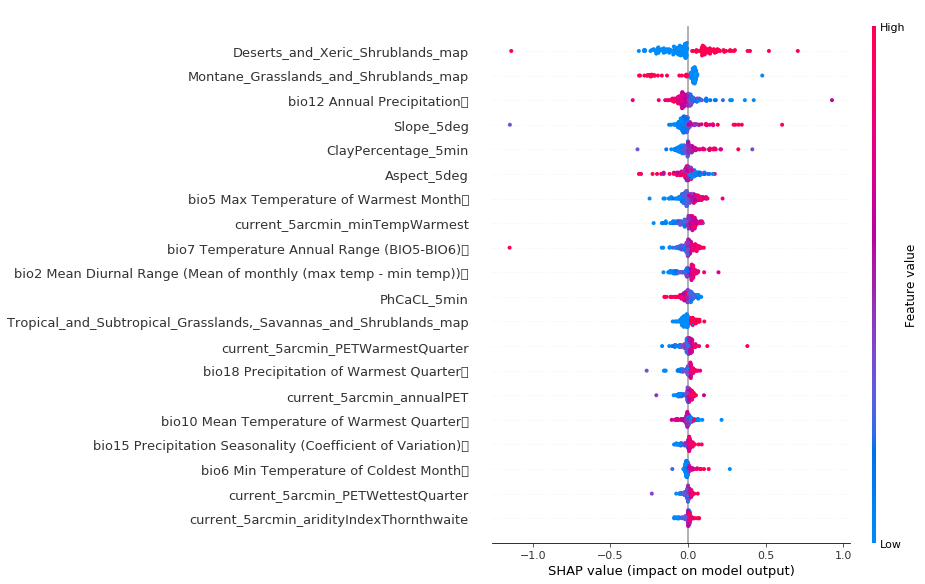 High
Deserts_and_Xeric_Shrublands_map
Montane_Grasslands_and_Shrublands_map
bio12 Annual Precipitation
Slope_5deg
ClayPercentage_5min
Aspect_5deg
bio5 Max Temperature of Warmest Month
current_5arcmin_minTempWarmest
bio7 Temperature Annual Range (BIO5-BIO6)
bio2 Mean Diurnal Range (Mean of monthly (max temp - min temp))
PhCaCL_5min
Tropical_and_Subtropical_Grasslands,_Savannas_and_Shrublands_map
current_5arcmin_PETWarmestQuarter
bio18 Precipitation of Warmest Quarter
current_5arcmin_annualPET
bio10 Mean Temperature of Warmest Quarter
bio15 Precipitation Seasonality (Coefficient of Variation)
bio6 Min Temperature of Coldest Month
current_5arcmin_PETWettestQuarter
current_5arcmin_aridityIndexThornthwaite
Feature value
Low
−1.0 −0.5 0.0 0.5 1.0
SHAP value (impact on model output)